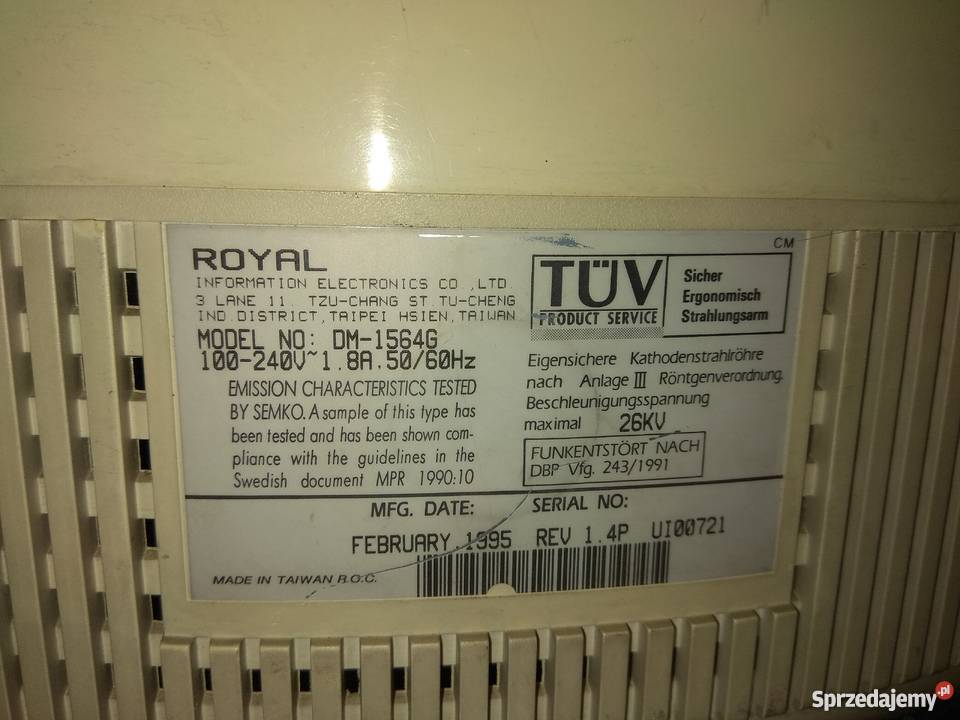 CM
ROYAL
INFORMATION ELECTRONICS CO.,LTD.
3 LANE 11. TZU-CHANG ST.TU-CHENG
IND.DISTRICT,TAIPEI HSIEN,TAIWAN
MODEL NO: DM-1564G
100-240V~1.8A.50/60Hz
EMISSION CHARACTERISTICS TESTED
BY SEMKO. A sample of this type has
been tested and has been shown com-
pliance with the guidelines in the
Swedish document MPR 1990:10
TÜV
PRODUCT SERVICE
Sicher
Ergonomisch
Strahlungsarm
Eigensichere Kathodenstrahlröhre
nach Anlage III Röntgenverordnung.
Beschleunigungsspannung
maximal 26KV
FUNKENTSTÖRT NACH
DBP Vfg. 243/1991
MFG. DATE: SERIAL NO:
FEBRUARY 1995 REV 1.4P UI00721
MADE IN TAIWAN R.O.C.
Sprzedajemy.pl